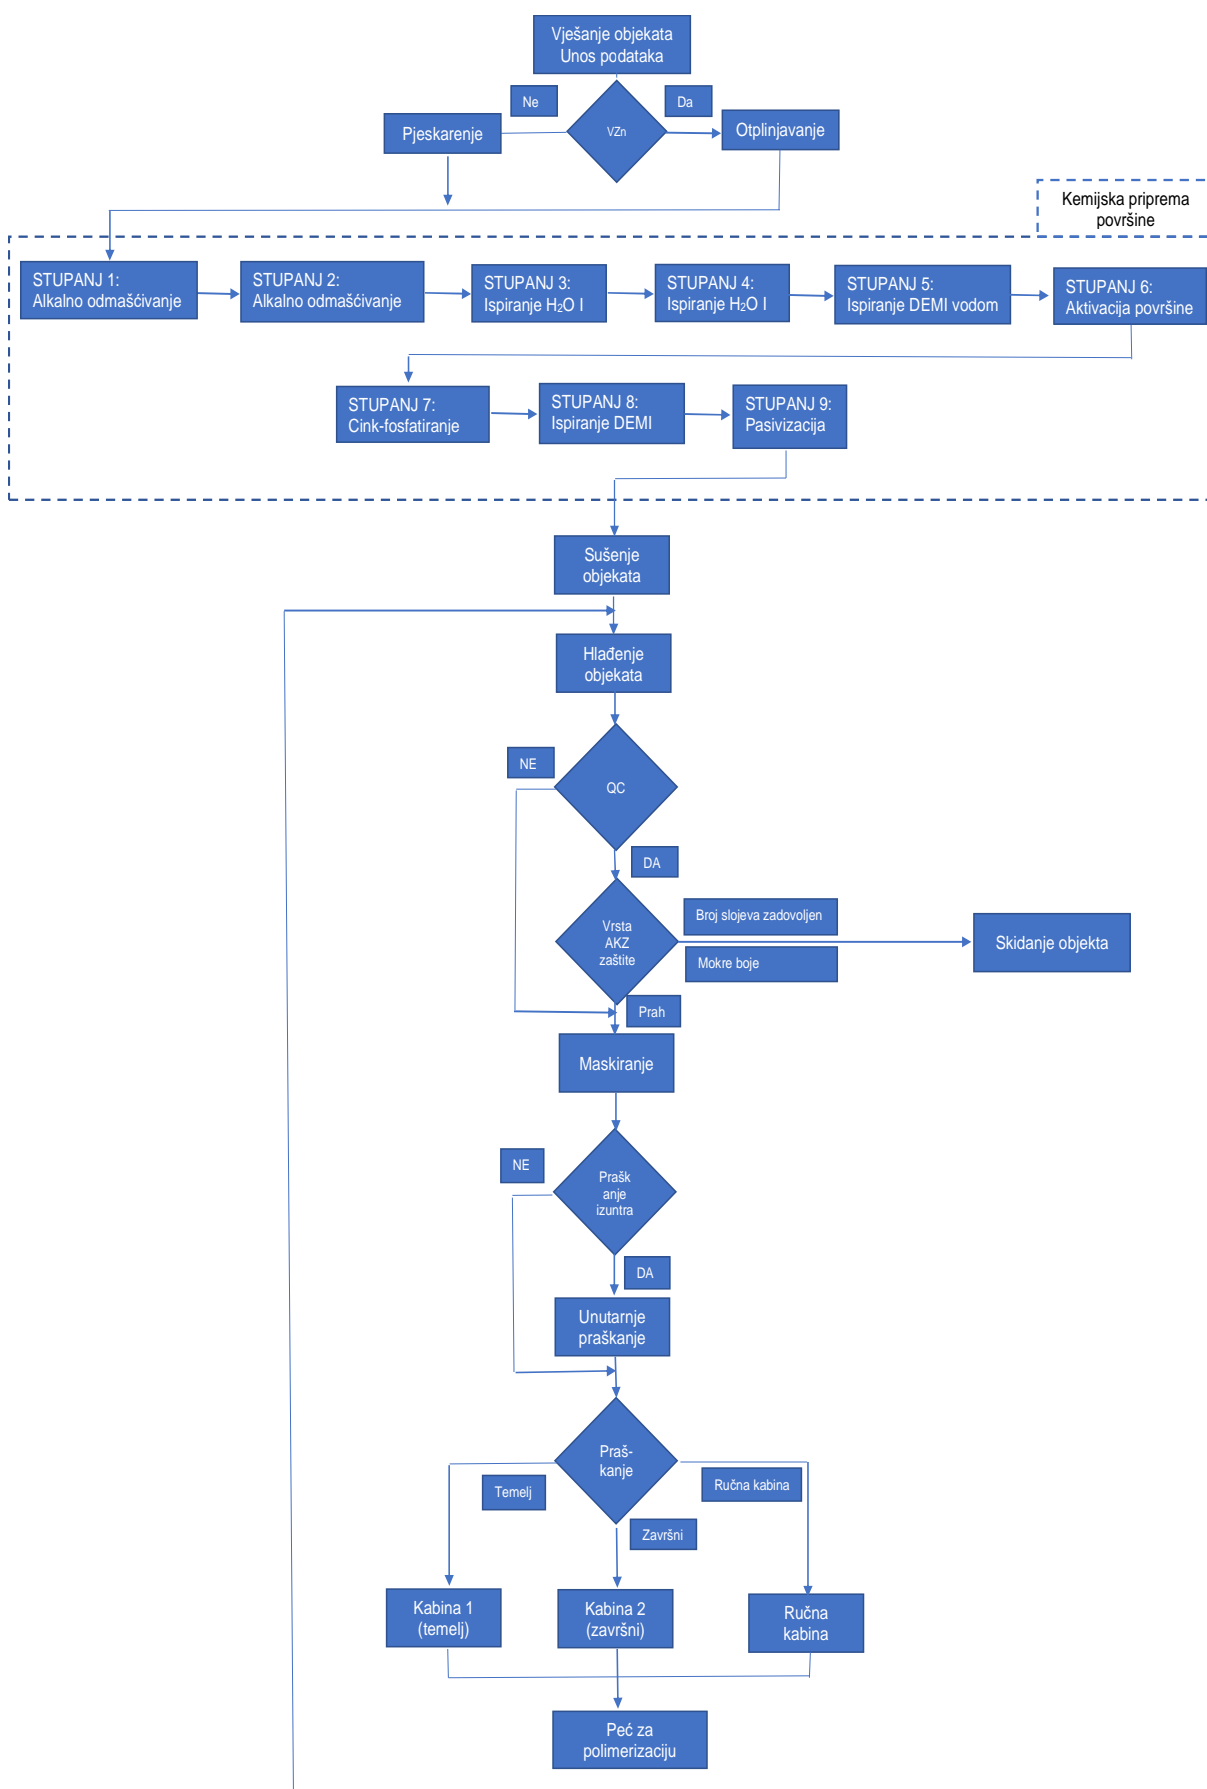 Vješanje objekata
Unos podataka
Ne
Da
Pjeskarenje
VZn
Otplinjavanje
Kemijska priprema
površine
STUPANJ 1:
Alkalno odmašćivanje
STUPANJ 2:
Alkalno odmašćivanje
STUPANJ 3:
Ispiranje H₂O I
STUPANJ 4:
Ispiranje H₂O I
STUPANJ 5:
Ispiranje DEMI vodom
STUPANJ 6:
Aktivacija površine
STUPANJ 7:
Cink-fosfatiranje
STUPANJ 8:
Ispiranje DEMI
STUPANJ 9:
Pasivizacija
Sušenje
objekata
Hlađenje
objekata
NE
QC
DA
Vrsta
AKZ
zaštite
Broj slojeva zadovoljen
Mokre boje
Skidanje objekta
Prah
Maskiranje
NE
Prašk
anje
izuntra
DA
Unutarnje
praškanje
Praš-
kanje
Temelj
Ručna kabina
Završni
Kabina 1
(temelj)
Kabina 2
(završni)
Ručna
kabina
Peć za
polimerizaciju